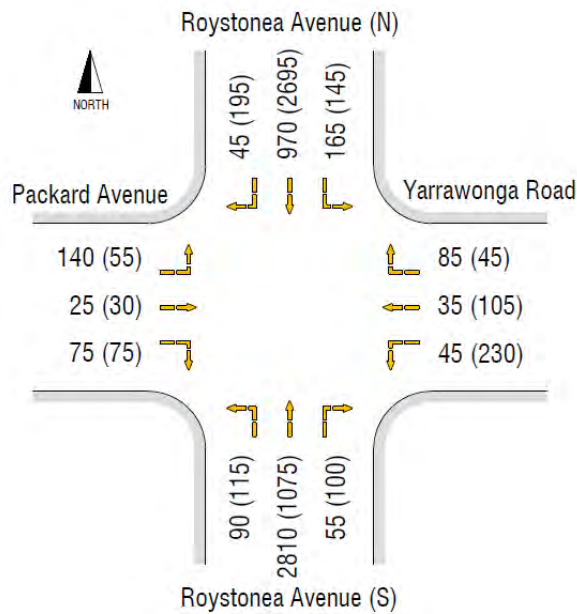 Roystonea Avenue (N)
NORTH
45 (195)
970 (2695)
165 (145)
Packard Avenue
Yarrawonga Road
140 (55)
85 (45)
25 (30)
35 (105)
75 (75)
45 (230)
90 (115)
2810 (1075)
55 (100)
Roystonea Avenue (S)